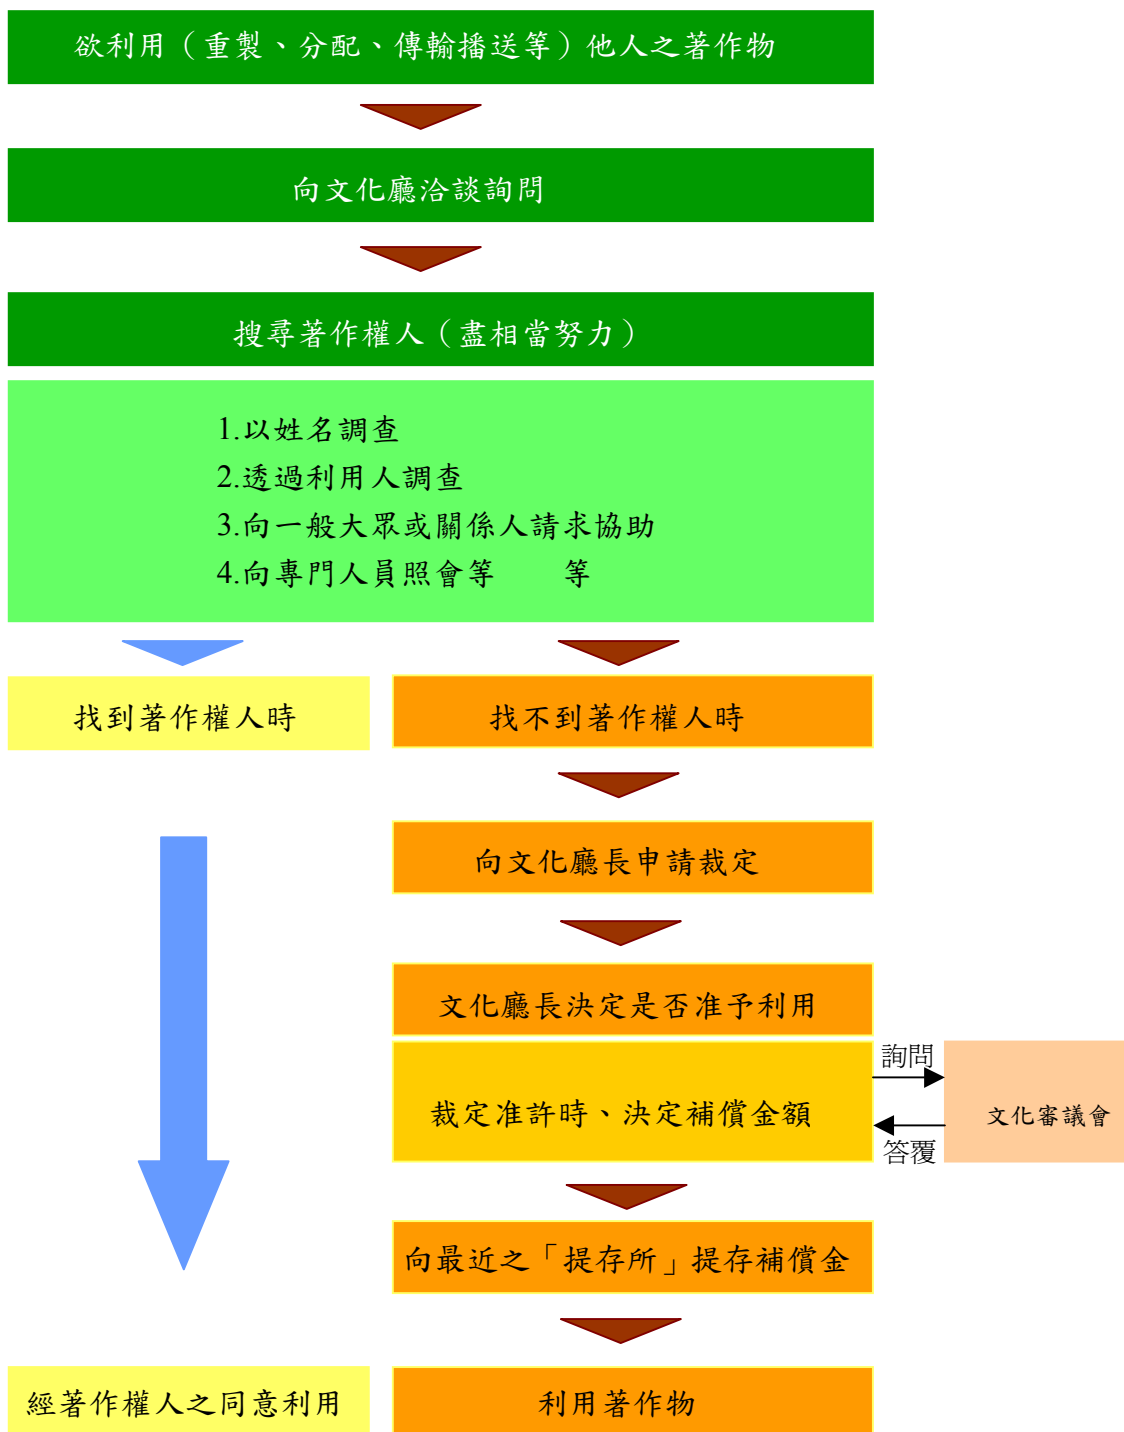 欲利用（重製、分配、傳輸播送等）他人之著作物
向文化廳洽談詢問
搜尋著作權人（盡相當努力）
1.以姓名調查
2.透過利用人調查
3.向一般大眾或關係人請求協助
4.向專門人員照會等　　等
找到著作權人時
找不到著作權人時
向文化廳長申請裁定
文化廳長決定是否准予利用
裁定准許時、決定補償金額
詢問
文化審議會
答覆
向最近之「提存所」提存補償金
經著作權人之同意利用
利用著作物